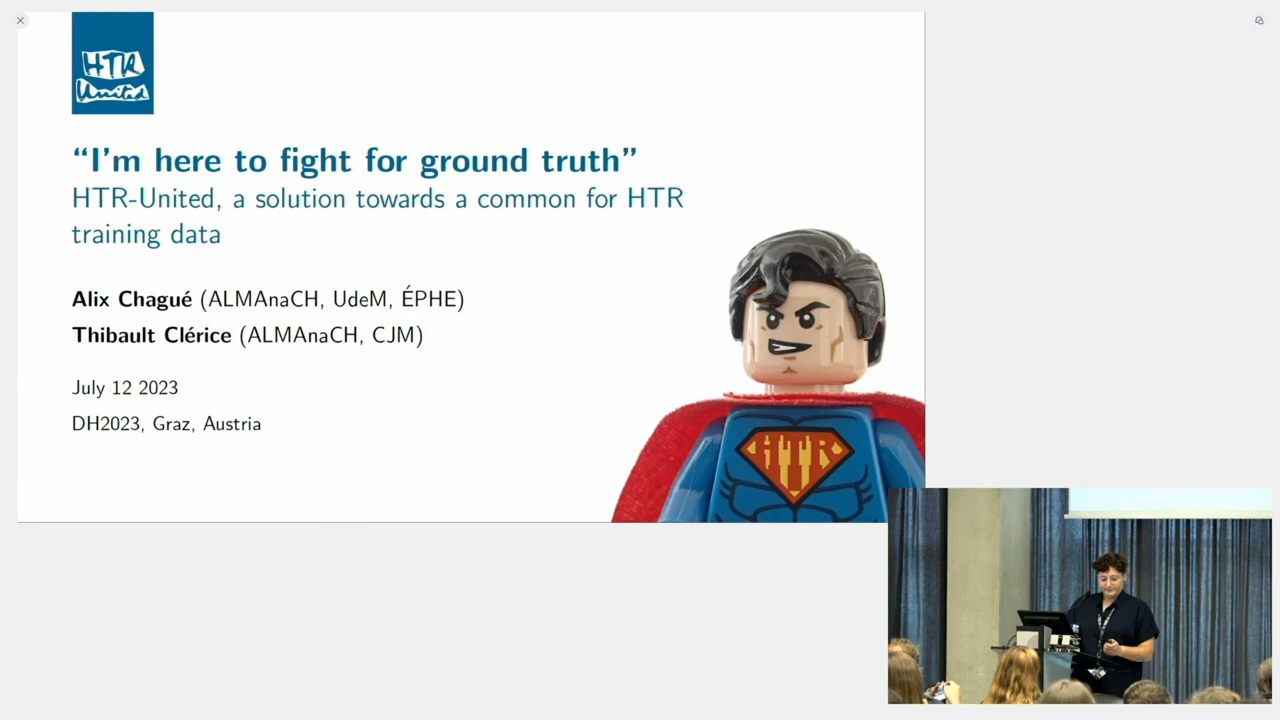 HTR
United
“I'm here to fight for ground truth”
HTR-United, a solution towards a common for HTR
training data
Alix Chagué (ALMAnaCH, UdeM, ÉPHE)
Thibault Clérice (ALMAnaCH, CJM)
July 12 2023
DH2023, Graz, Austria
HTR